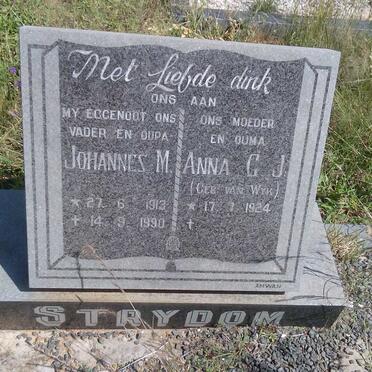 Met Liefde dink
ONS AAN
MY EGGENOOT ONS
VADER EN OUPA
JOHANNES M.
★ 27. 6. 1913
✝ 14. 9. 1990
ONS MOEDER
EN OUMA
ANNA C. J.
(GEB. VAN WYK)
★ 17. 7. 1924
✝
STRYDOM